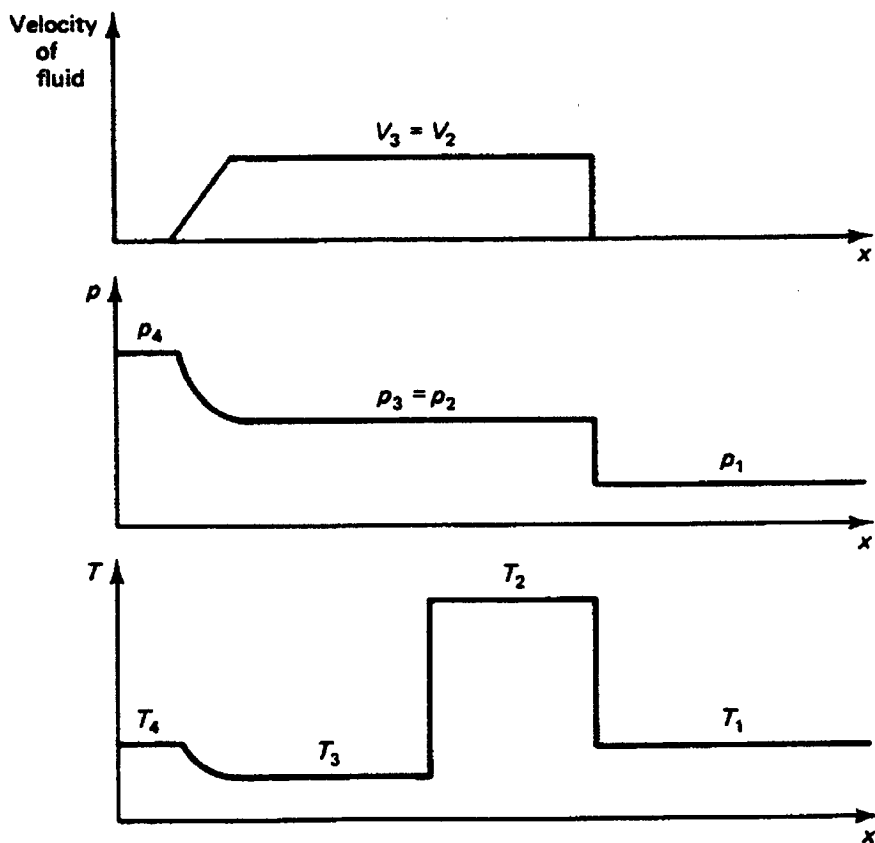 Velocity
of
fluid
V₃ = V₂
x
p
p₄
p₃ = p₂
p₁
x
T
T₂
T₄
T₃
T₁
x